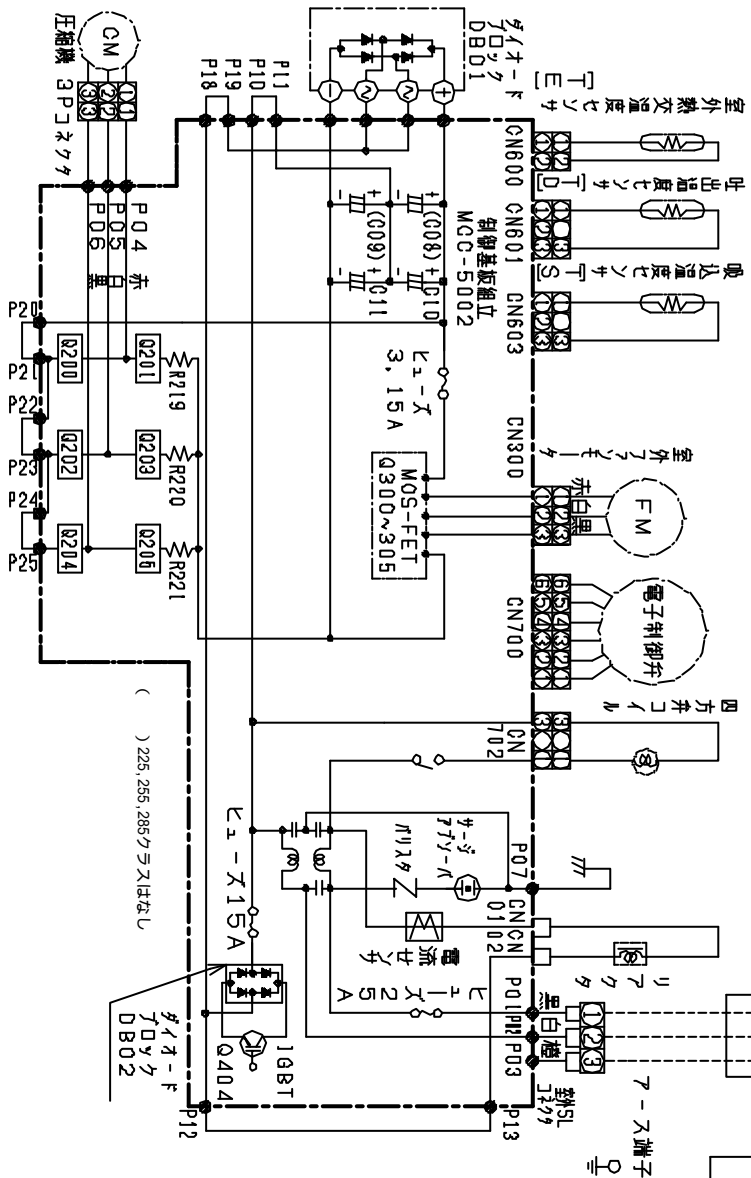 室外熱交温度センサ
[TE]
CN600
吐出温度センサ [TD]
CN601
吸込温度センサ [TS]
CN603
室外ファンモータ
FM
赤
白
黒
CN300
電子制御弁
CN700
四方弁コイル
CN
702
P07
CN
01
CN
02
リアクタ
P01
P03
黒
白
橙
室外5L
コネクタ
アース端子
P13
P12
ダイオード
ブロック
DB01
P11
P10
P19
P18
制御基板組立
MCC-5002
(C08)
C10
(C09)
C11
ヒューズ
3,15A
MOS-FET
Q300~305
サージ
アブソーバ
バリスタ
電流
センサ
ヒューズ25A
ヒューズ15A
IGBT
Q404
ダイオード
ブロック
DB02
CM
圧縮機
3Pコネクタ
P04 赤
P05 白
P06 黒
P20
P21
P22
P23
P24
P25
Q200
Q201
R219
Q202
Q203
R220
Q204
Q205
R221
( )225,255,285クラスはなし